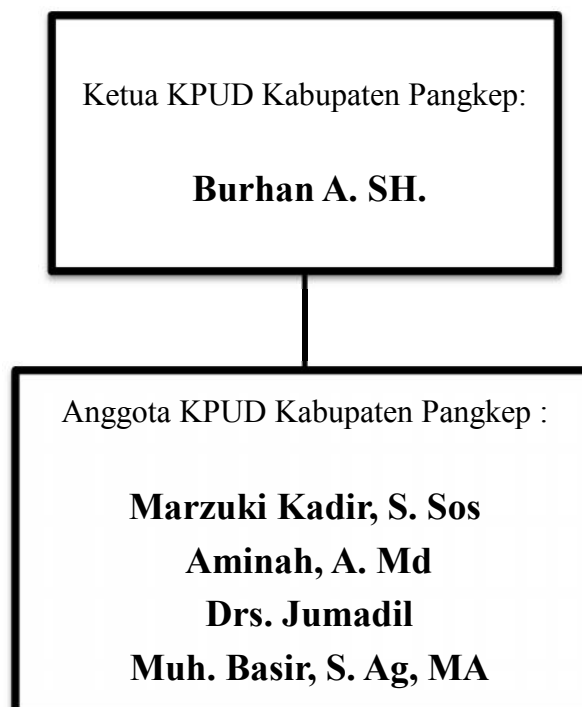 Ketua KPUD Kabupaten Pangkep:
Burhan A. SH.
Anggota KPUD Kabupaten Pangkep :
Marzuki Kadir, S. Sos
Aminah, A. Md
Drs. Jumadil
Muh. Basir, S. Ag, MA